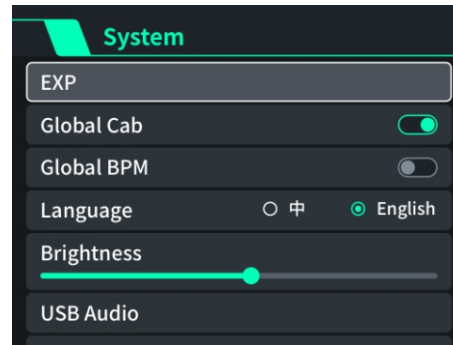 System
EXP
Global Cab
Global BPM
Language 中 English
Brightness
USB Audio